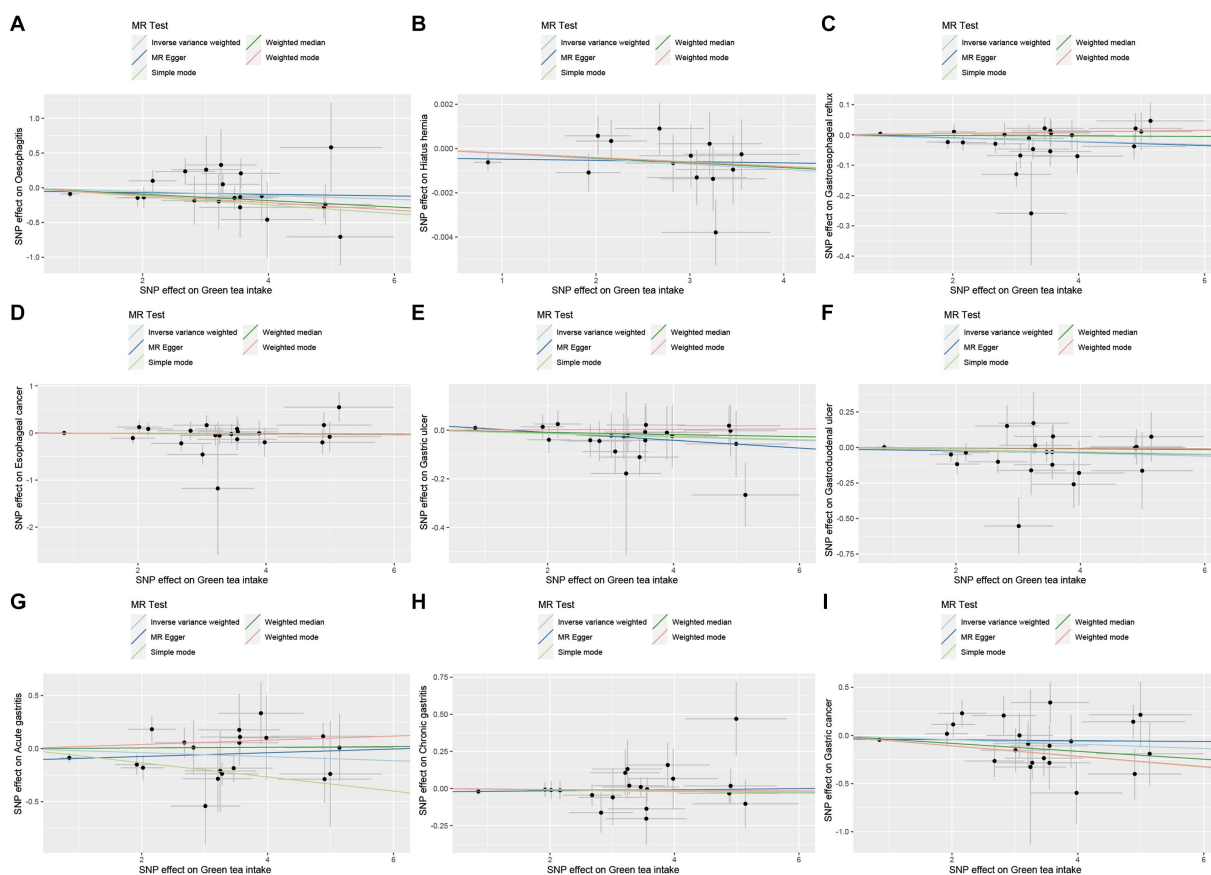 A
MR Test
Inverse variance weighted
Weighted median
MR Egger
Weighted mode
Simple mode
SNP effect on Oesophagitis
1.0
0.5
0.0
-0.5
-1.0
2
4
6
SNP effect on Green tea intake
B
MR Test
Inverse variance weighted
Weighted median
MR Egger
Weighted mode
Simple mode
SNP effect on Hiatus hernia
0.002
0.000
-0.002
-0.004
1
2
3
4
SNP effect on Green tea intake
C
MR Test
Inverse variance weighted
Weighted median
MR Egger
Weighted mode
Simple mode
SNP effect on Gastroesophageal reflux
0.1
0.0
-0.1
-0.2
-0.3
-0.4
2
4
6
SNP effect on Green tea intake
D
MR Test
Inverse variance weighted
Weighted median
MR Egger
Weighted mode
Simple mode
SNP effect on Esophageal cancer
1
0
-1
-2
2
4
6
SNP effect on Green tea intake
E
MR Test
Inverse variance weighted
Weighted median
MR Egger
Weighted mode
Simple mode
SNP effect on Gastric ulcer
0.0
-0.2
-0.4
2
4
6
SNP effect on Green tea intake
F
MR Test
Inverse variance weighted
Weighted median
MR Egger
Weighted mode
Simple mode
SNP effect on Gastroduodenal ulcer
0.25
0.00
-0.25
-0.50
-0.75
2
4
6
SNP effect on Green tea intake
G
MR Test
Inverse variance weighted
Weighted median
MR Egger
Weighted mode
Simple mode
SNP effect on Acute gastritis
0.5
0.0
-0.5
2
4
6
SNP effect on Green tea intake
H
MR Test
Inverse variance weighted
Weighted median
MR Egger
Weighted mode
Simple mode
SNP effect on Chronic gastritis
0.75
0.50
0.25
0.00
-0.25
2
4
6
SNP effect on Green tea intake
I
MR Test
Inverse variance weighted
Weighted median
MR Egger
Weighted mode
Simple mode
SNP effect on Gastric cancer
0.5
0.0
-0.5
-1.0
2
4
6
SNP effect on Green tea intake